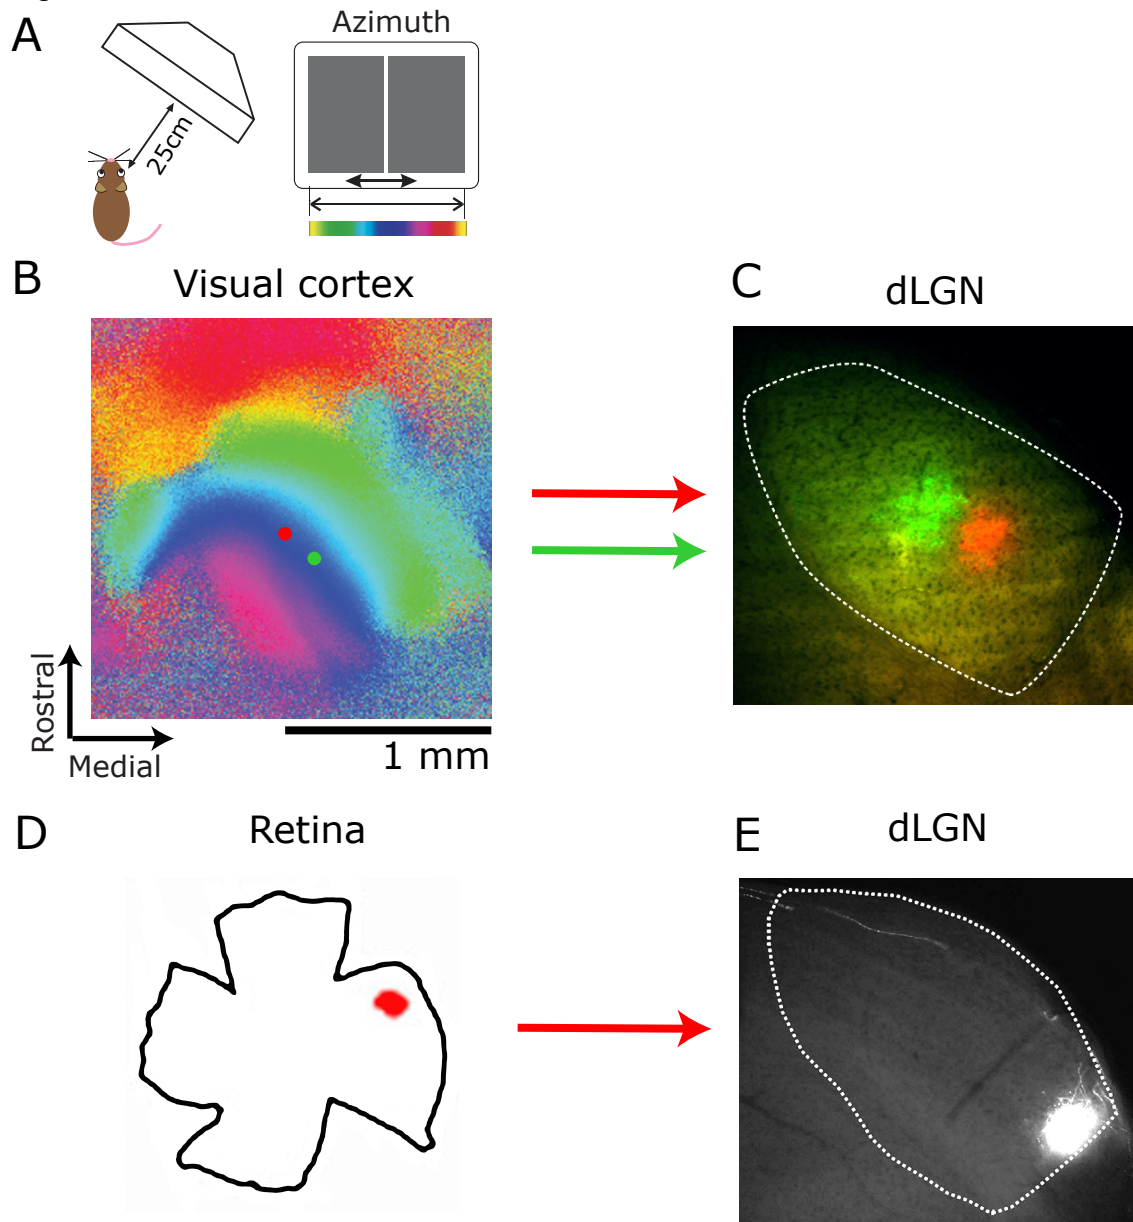 A
Azimuth
25cm
B
Visual cortex
C
dLGN
Rostral
Medial
1 mm
D
Retina
E
dLGN